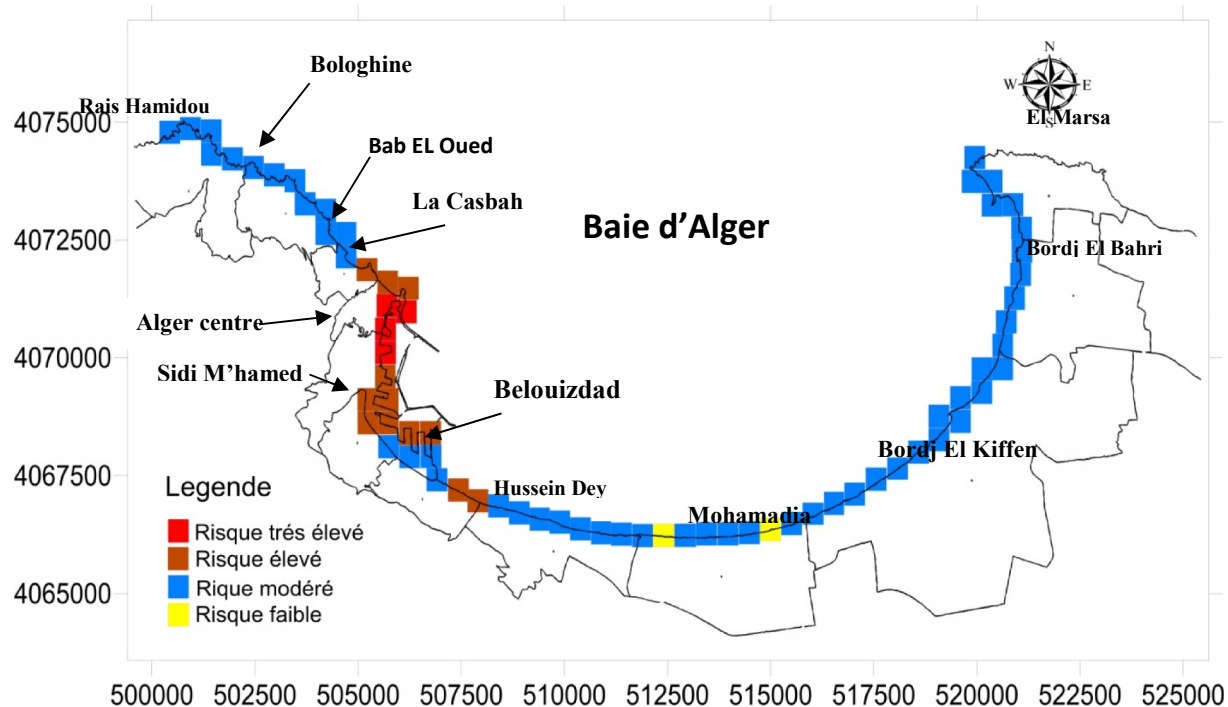 Bologhine
N
Rais Hamidou
W
E
4075000
El Marsa
S
Bab EL Oued
La Casbah
Baie d’Alger
4072500
Bordj El Bahri
Alger centre
4070000
Sidi M’hamed
Belouizdad
Bordj El Kiffen
4067500
Legende
Hussein Dey
Mohamadia
Risque trés élevé
Risque élevé
Rique modéré
4065000
Risque faible
500000 502500 505000 507500 510000 512500 515000 517500 520000 522500 525000